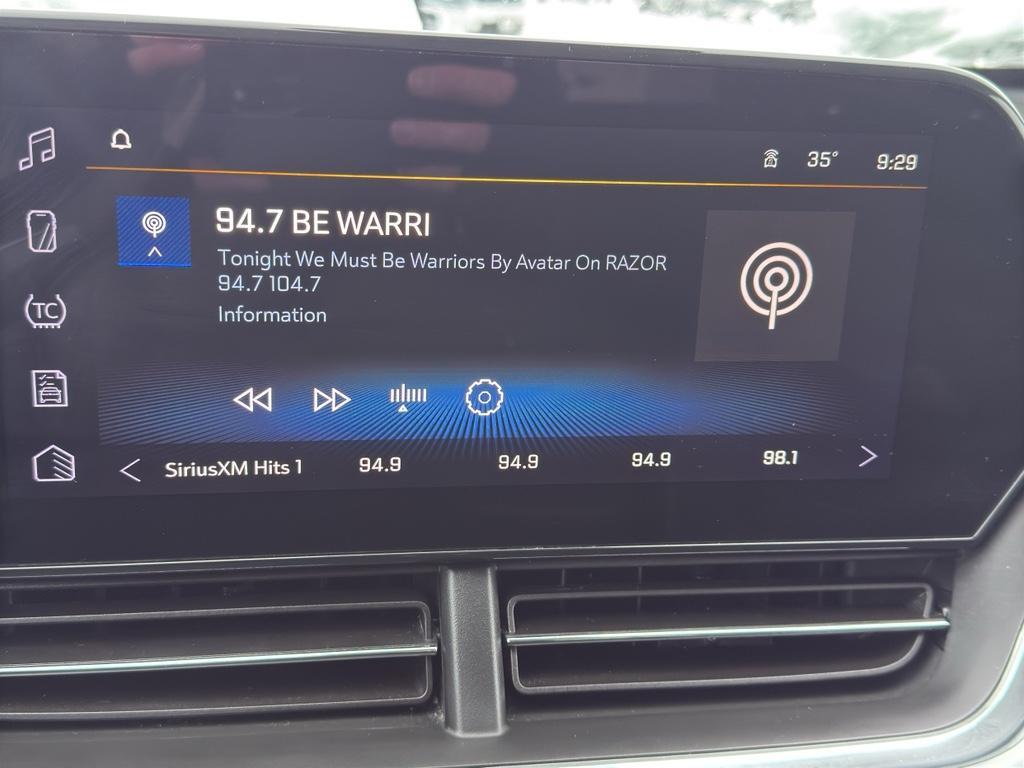 35° 9:29
94.7 BE WARRI
Tonight We Must Be Warriors By Avatar On RAZOR
94.7 104.7
Information
TC
SiriusXM Hits 1 94.9 94.9 94.9 98.1